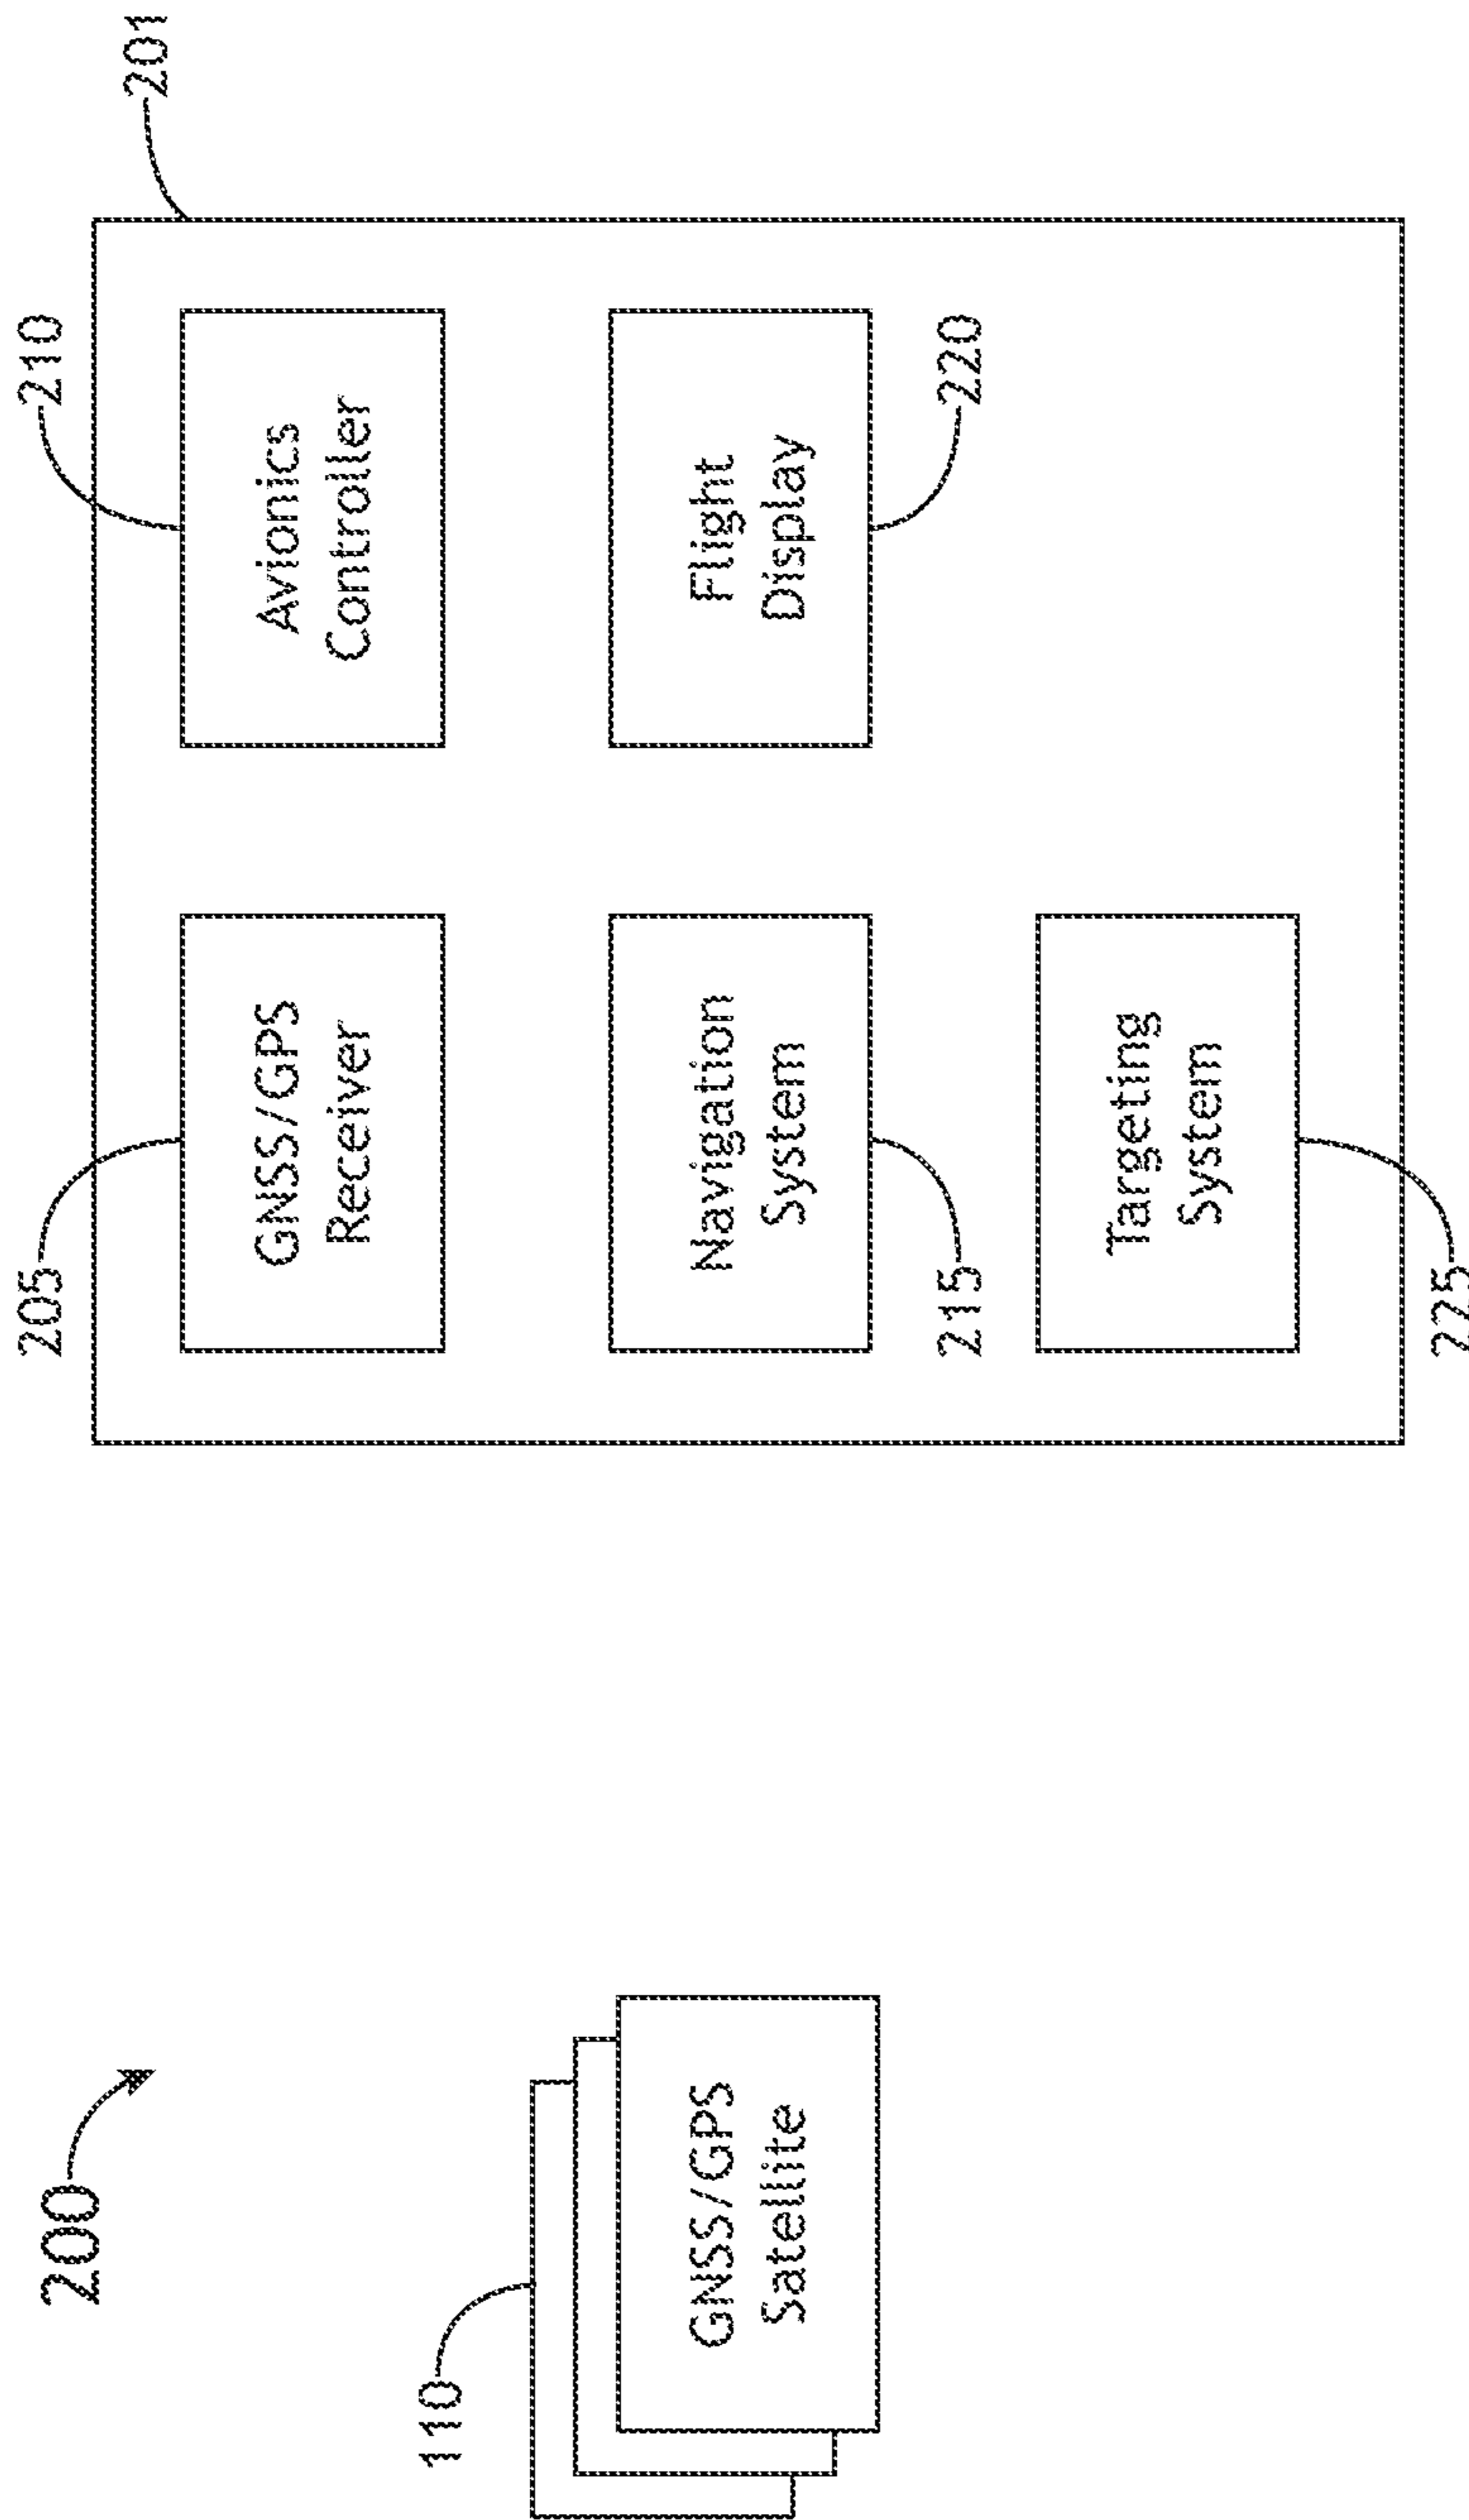 200
110
GNSS/GPS
Satellite
201
205
GNSS/GPS
Receiver
210
Avionics
Controller
Navigation
System
215
Flight
Display
220
Targeting
System
225